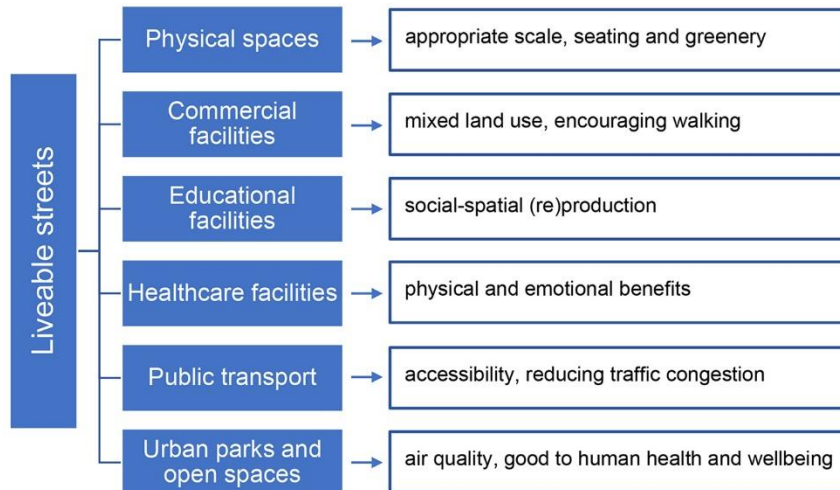 Liveable streets
Physical spaces
appropriate scale, seating and greenery
Commercial
facilities
mixed land use, encouraging walking
Educational
facilities
social-spatial (re)production
Healthcare facilities
physical and emotional benefits
Public transport
accessibility, reducing traffic congestion
Urban parks and
open spaces
air quality, good to human health and wellbeing